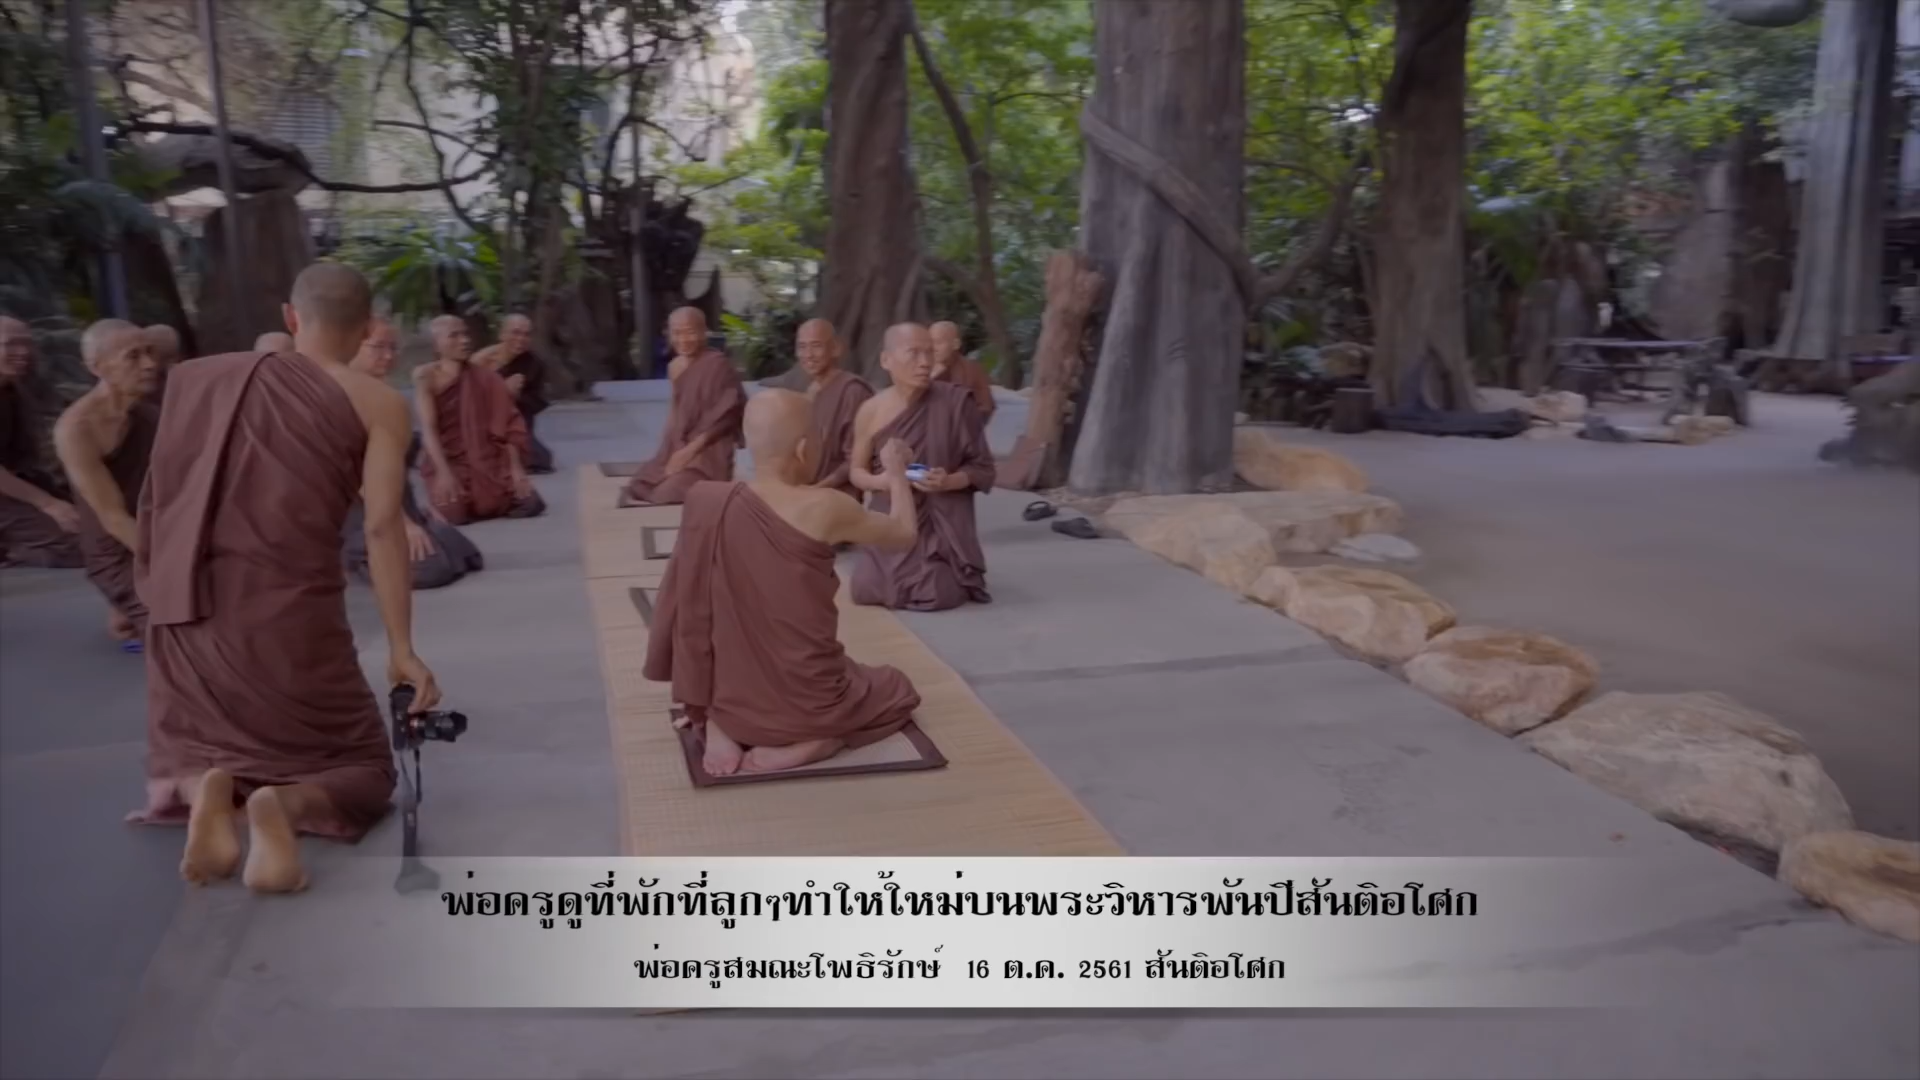 พ่อครูดูที่พักที่ลูกๆทำให้ใหม่บนพระวิหารพันปีสันติอโศก
พ่อครูสมณะโพธิรักษ์ 16 ต.ค. 2561 สันติอโศก